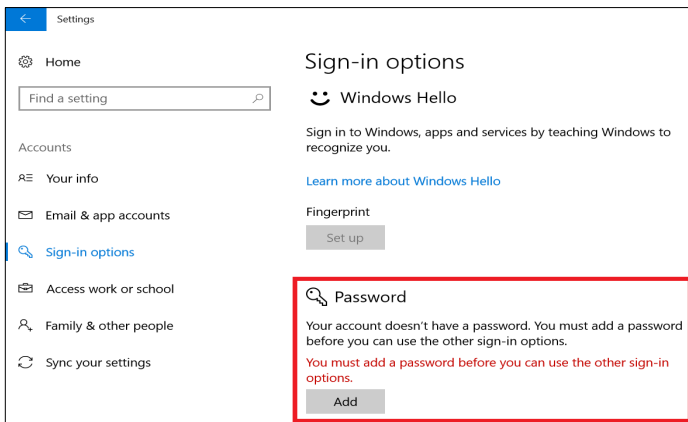 Settings
Home
Find a setting
Accounts
Your info
Email & app accounts
Sign-in options
Access work or school
Family & other people
Sync your settings
Sign-in options
Windows Hello
Sign in to Windows, apps and services by teaching Windows to
recognize you.
Learn more about Windows Hello
Fingerprint
Set up
Password
Your account doesn't have a password. You must add a password
before you can use the other sign-in options.
You must add a password before you can use the other sign-in
options.
Add